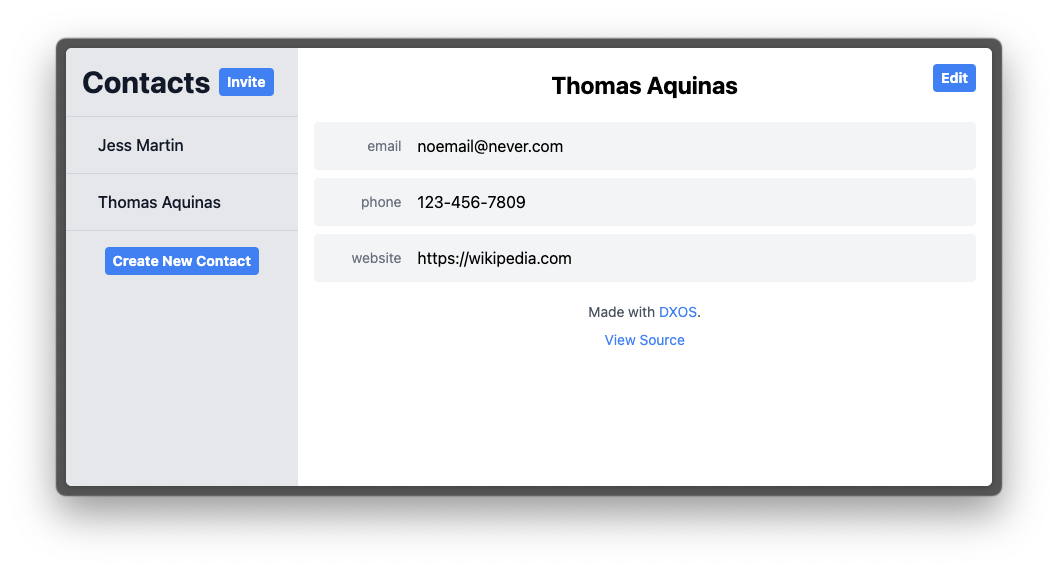 Contacts Invite
Jess Martin
Thomas Aquinas
Create New Contact
Thomas Aquinas Edit
email noemail@never.com
phone 123-456-7809
website https://wikipedia.com
Made with DXOS.
View Source